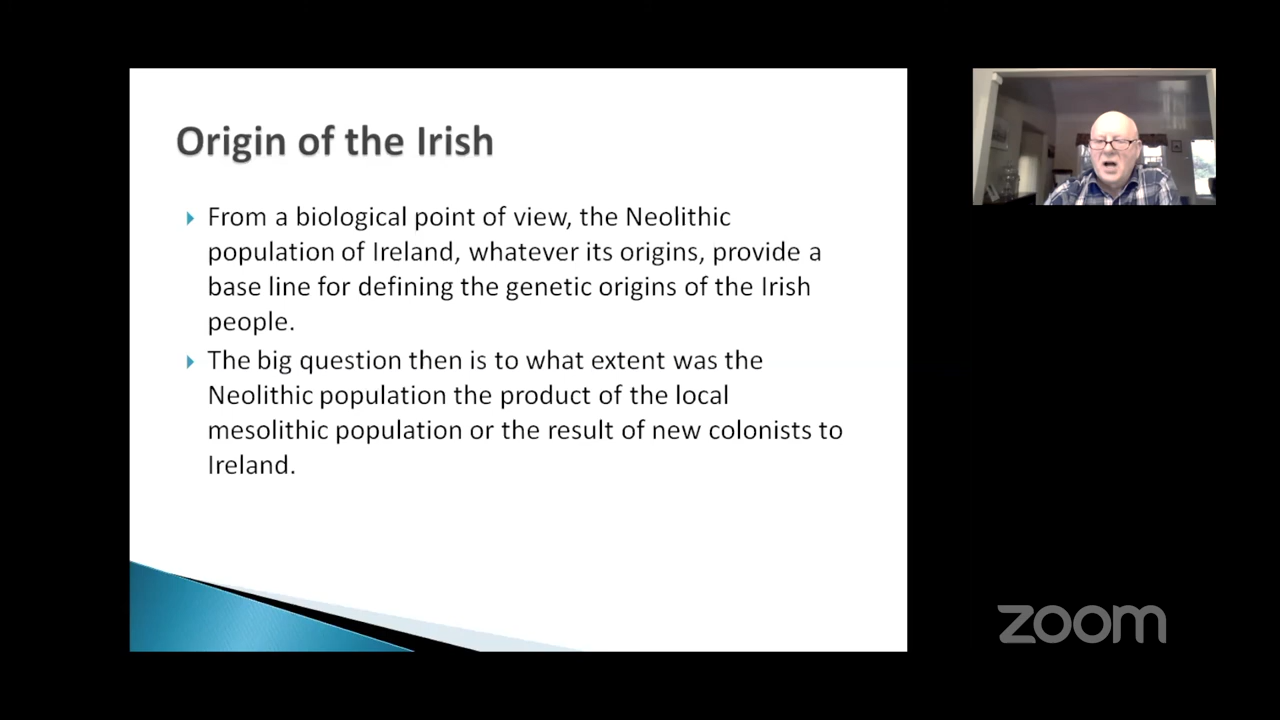 Origin of the Irish
From a biological point of view, the Neolithic
population of Ireland, whatever its origins, provide a
base line for defining the genetic origins of the Irish
people.
The big question then is to what extent was the
Neolithic population the product of the local
mesolithic population or the result of new colonists to
Ireland.
zoom